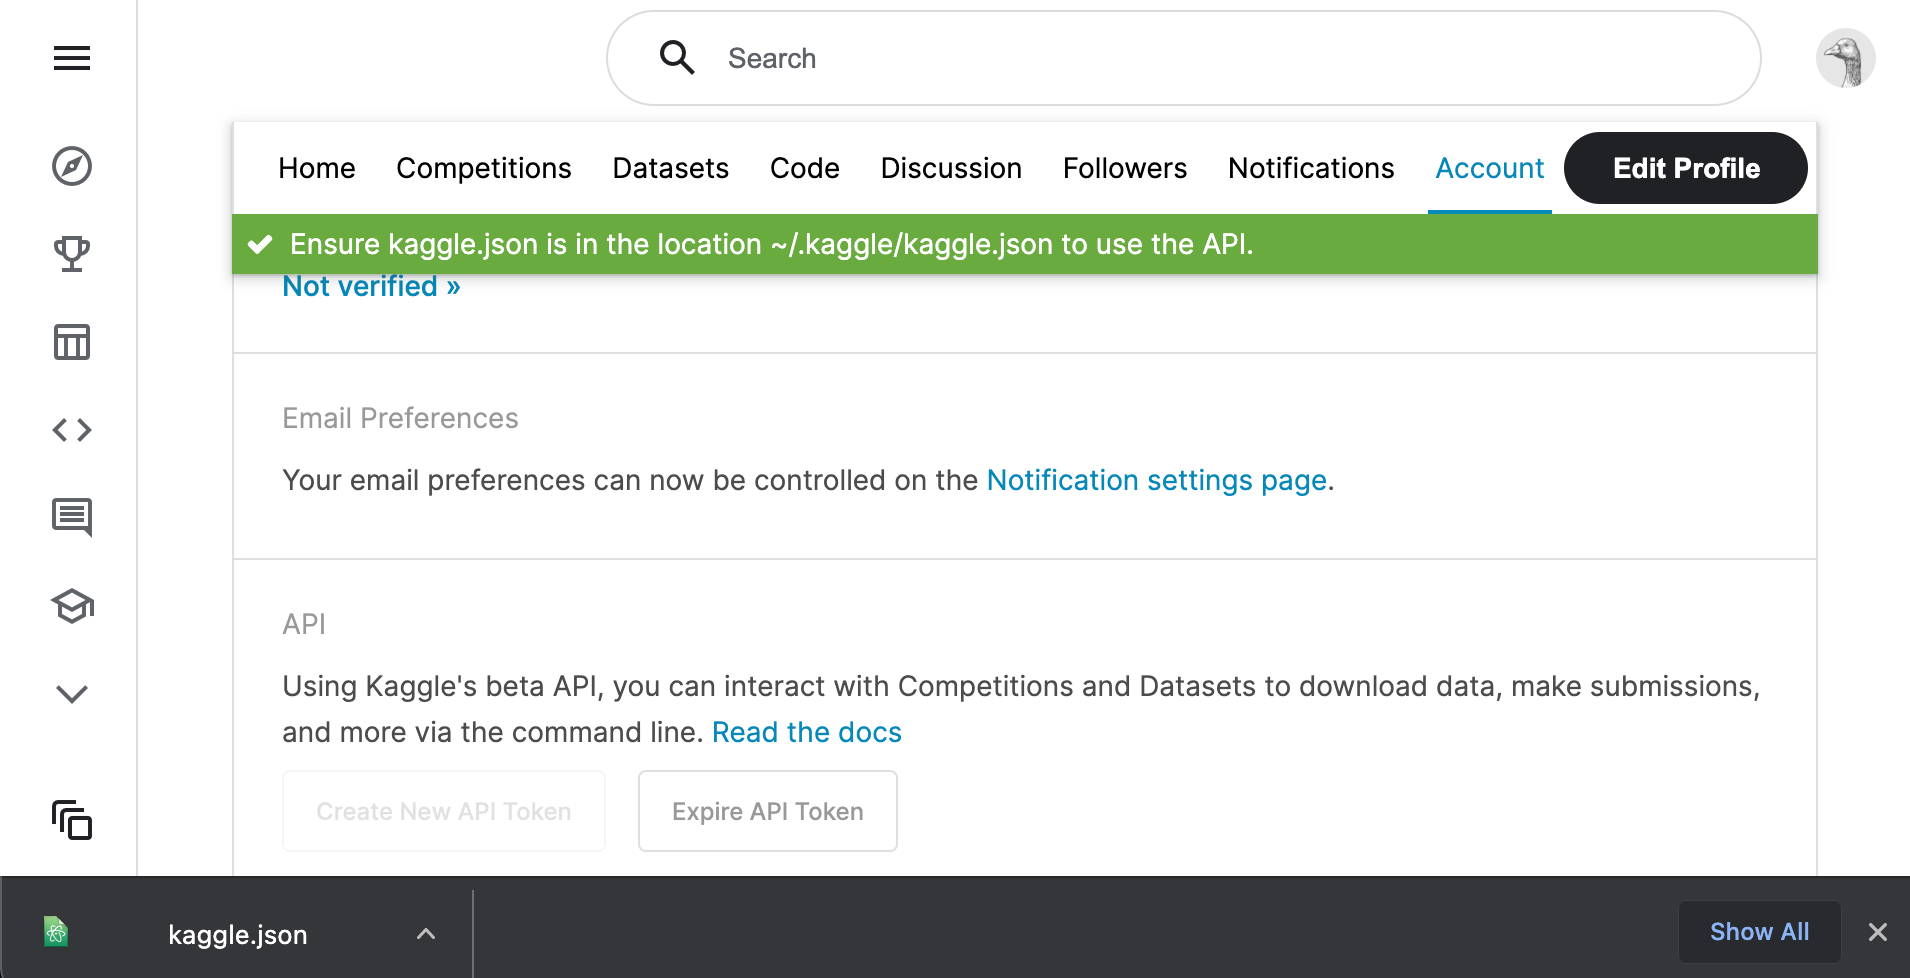 Search
Home Competitions Datasets Code Discussion Followers Notifications Account Edit Profile
Ensure kaggle.json is in the location ~/.kaggle/kaggle.json to use the API.
Not verified »
Email Preferences
Your email preferences can now be controlled on the Notification settings page.
API
Using Kaggle's beta API, you can interact with Competitions and Datasets to download data, make submissions,
and more via the command line. Read the docs
Create New API Token Expire API Token
kaggle.json Show All